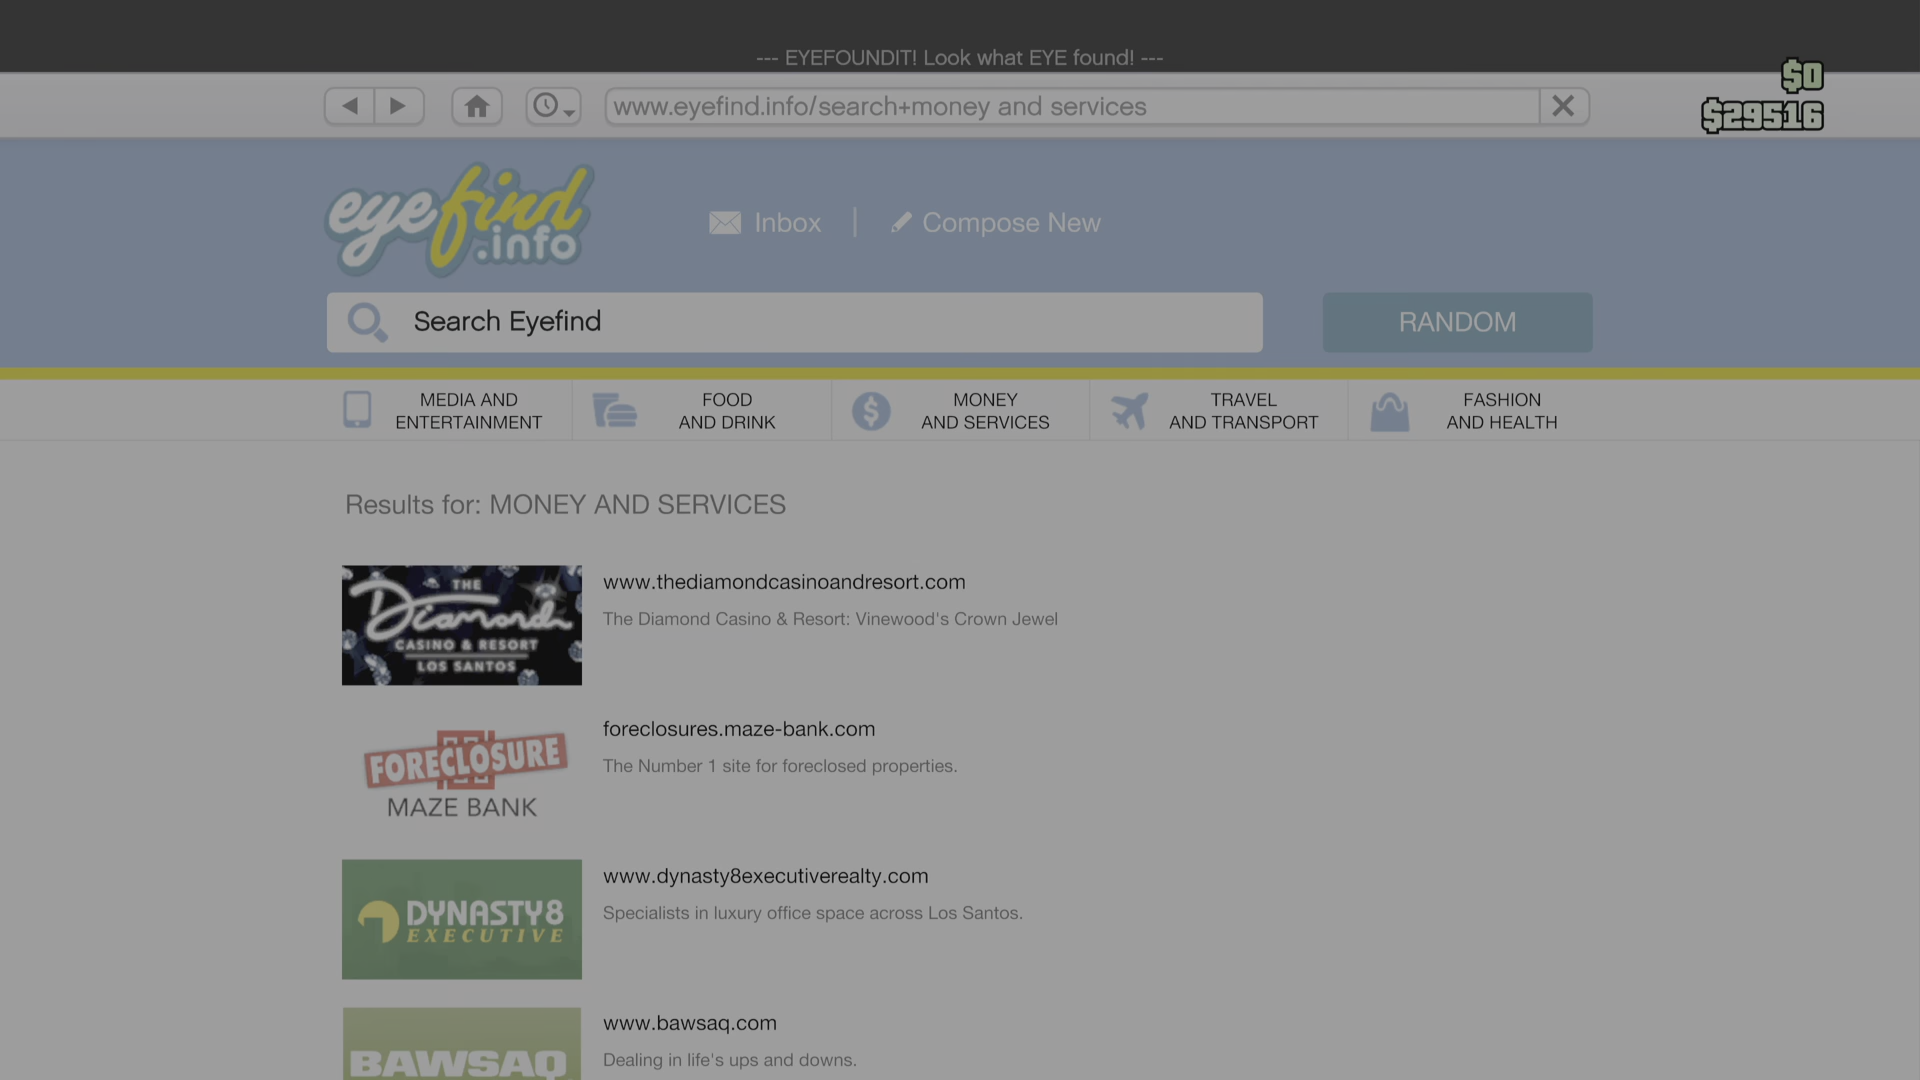 --- EYEFOUNDIT! Look what EYE found! ---
$0
www.eyefind.info/search+money and services
$29516
eyefind
.info
Inbox
Compose New
Search Eyefind
RANDOM
MEDIA AND
ENTERTAINMENT
FOOD
AND DRINK
MONEY
AND SERVICES
TRAVEL
AND TRANSPORT
FASHION
AND HEALTH
Results for: MONEY AND SERVICES
THE
Diamond
CASINO & RESORT
LOS SANTOS
www.thediamondcasinoandresort.com
The Diamond Casino & Resort: Vinewood's Crown Jewel
FORECLOSURE
MAZE BANK
foreclosures.maze-bank.com
The Number 1 site for foreclosed properties.
DYNASTY8
EXECUTIVE
www.dynasty8executiverealty.com
Specialists in luxury office space across Los Santos.
BAWSAQ
www.bawsaq.com
Dealing in life's ups and downs.